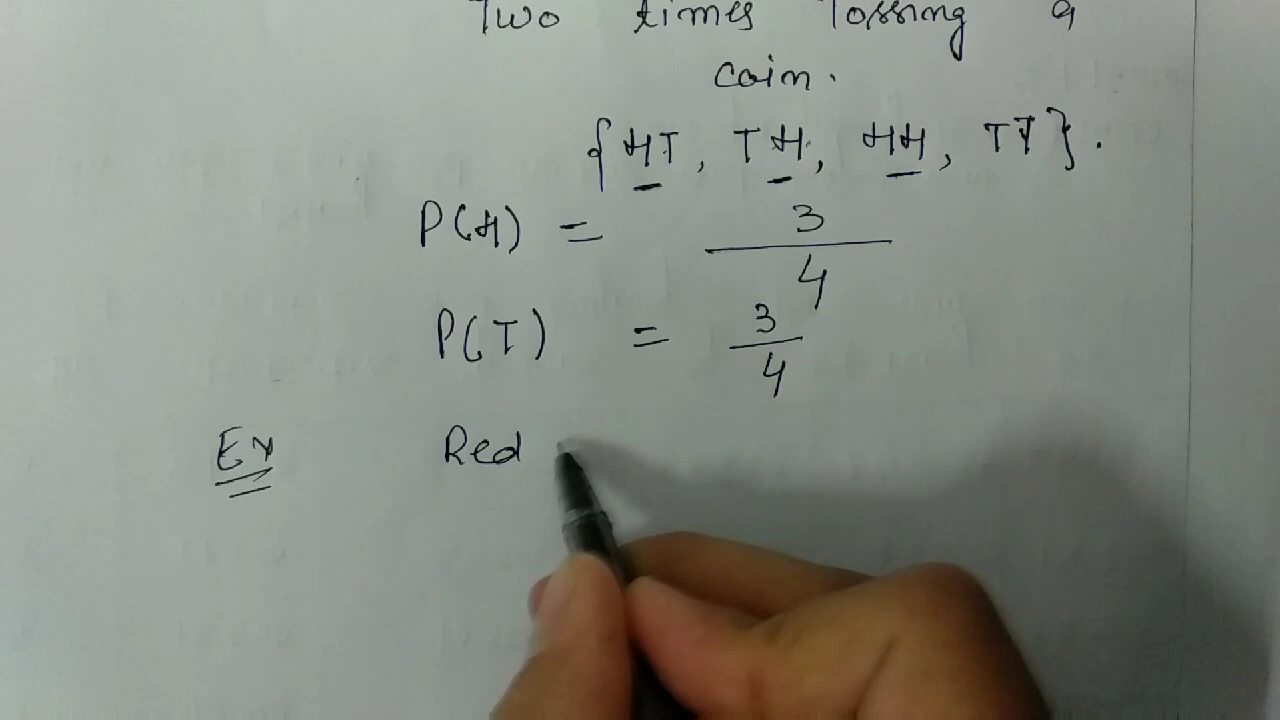 Two times Tossing a
coin.
{HT, TH, HH, TT}.
P(H) = 3/4
P(T) = 3/4
Ex Red